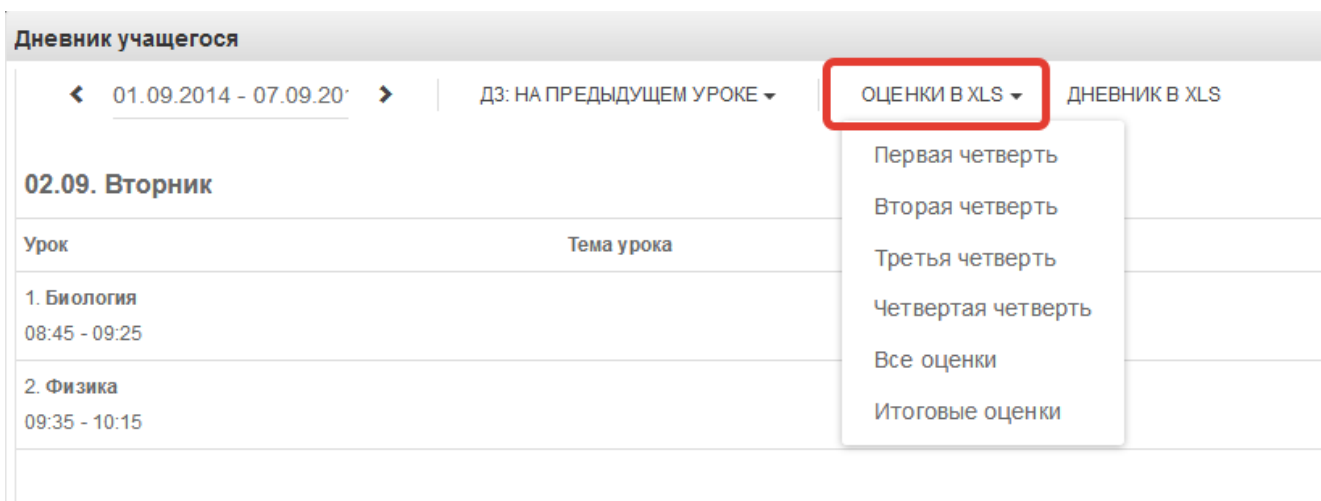 Дневник учащегося
01.09.2014 - 07.09.20 ДЗ: НА ПРЕДЫДУЩЕМ УРОКЕ ОЦЕНКИ В XLS ДНЕВНИК В XLS
Первая четверть
02.09. Вторник
Вторая четверть
Урок Тема урока
Третья четверть
1. Биология
Четвертая четверть
08:45 - 09:25
Все оценки
2. Физика
Итоговые оценки
09:35 - 10:15